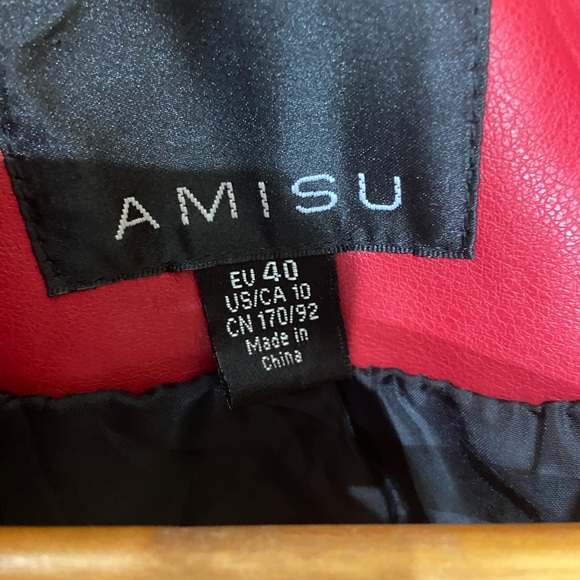 AMISU
EU 40
US/CA 10
CN 170/92
Made in
China